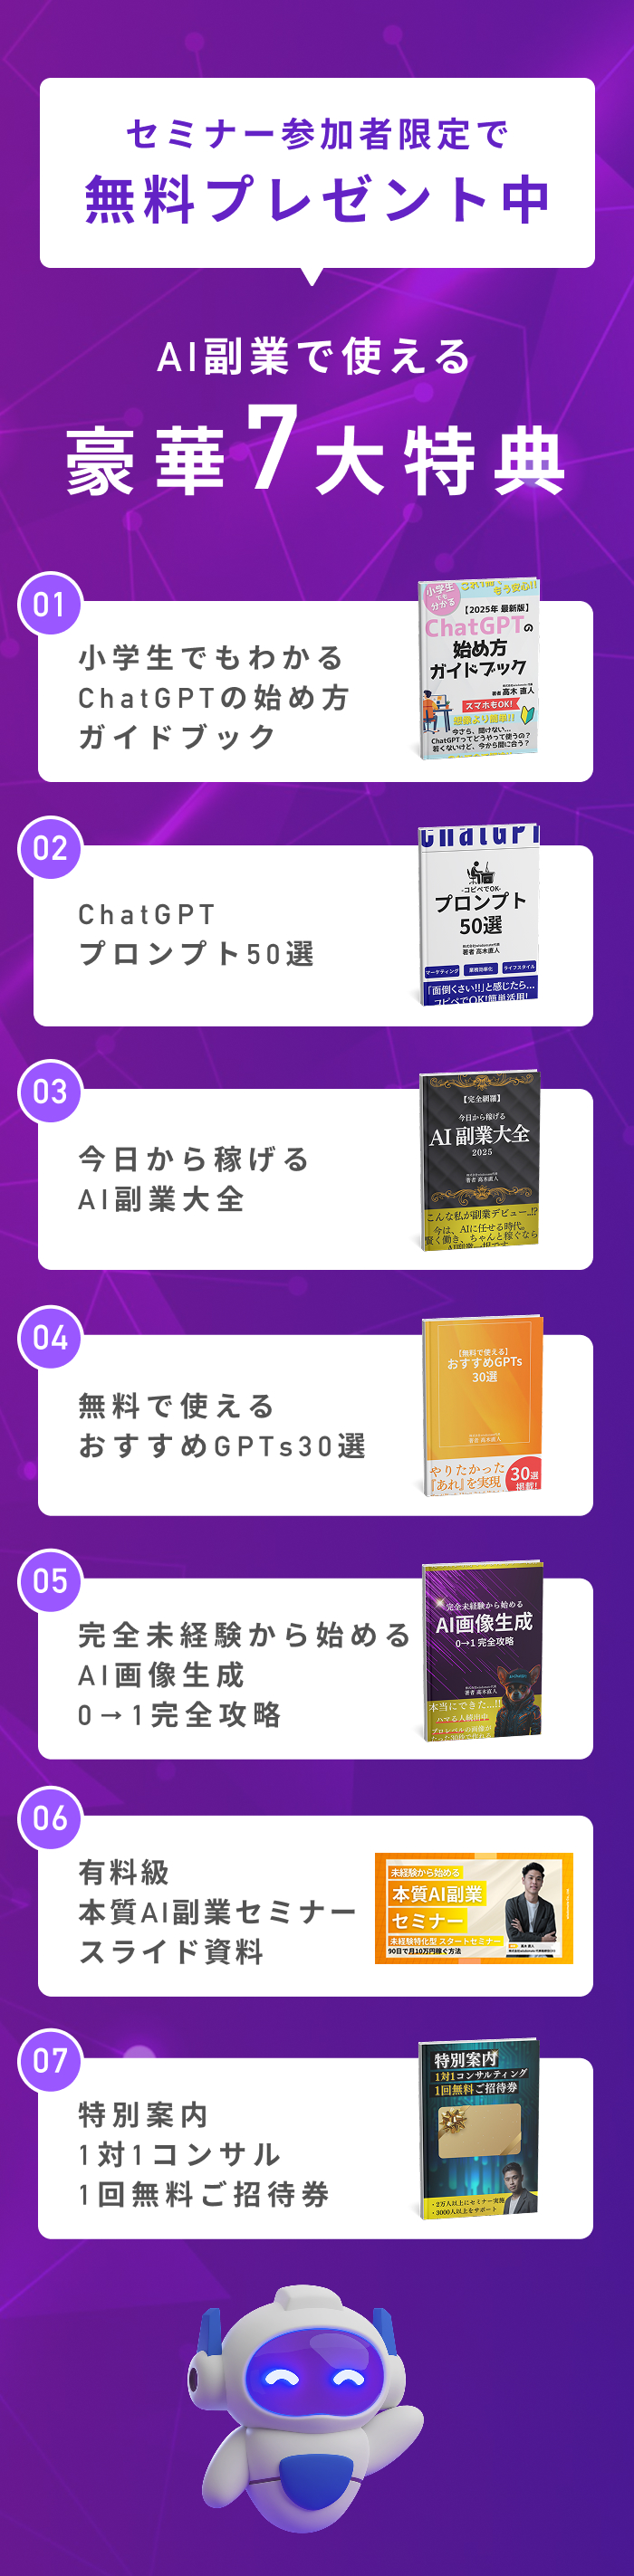 セミナー参加者限定で
無料プレゼント中
AI副業で使える
豪華7大特典
01
小学生でもわかる
ChatGPTの始め方
ガイドブック
小学生
でも
分かる
もう安心!!
【2025年 最新版】
ChatGPTの
始め方
ガイドブック
著者 高木 直人
スマホもOK!
想像より簡単!!
今さら、聞けない…
ChatGPTってどうやって使うの?
若くないけど、今から間に合う?
02
ChatGPT
プロンプト50選
ChatGPT
-コピペでOK-
プロンプト
50選
著者 高木直人
マーケティング
業務効率化
ライフスタイル
「面倒くさい!!」と感じたら…
コピペでOK!簡単活用!
03
今日から稼げる
AI副業大全
【完全網羅】
今日から稼げる
AI 副業大全
2025
著者 高木直人
こんな私が副業デビュー..!?
今は、AIに任せる時代。
賢く働き、ちゃんと稼ぐなら
04
無料で使える
おすすめGPTs30選
【無料で使える】
おすすめGPTs
30選
著者 高木直人
やりたかった
『あれ』を実現
30選
掲載!
05
完全未経験から始める
AI画像生成
0→1完全攻略
完全未経験から始める
AI画像生成
0→1 完全攻略
著者 高木直人
本当にできた…!!
ハマる人続出中
06
有料級
本質AI副業セミナー
スライド資料
未経験から始める
本質AI副業
セミナー
未経験特化型 スタートセミナー
90日で月10万円稼ぐ方法
高木 直人
07
特別案内
1対1コンサル
1回無料ご招待券
特別案内
1対1コンサルティング
1回無料ご招待券
・2万人以上にセミナー実施
・3000人以上をサポート